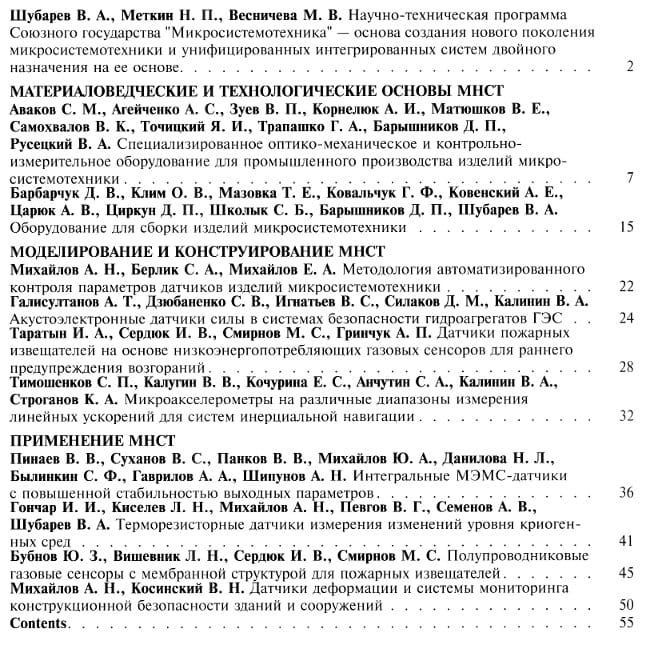 Шубарев В. А., Меткин Н. П., Весничева М. В. Научно-техническая программа
Союзного государства "Микросистемотехника" — основа создания нового поколения
микросистемотехники и унифицированных интегрированных систем двойного
назначения на ее основе. . . . . . . . . . . . . . . . . . . . . . . . . . . 2
МАТЕРИАЛОВЕДЧЕСКИЕ И ТЕХНОЛОГИЧЕСКИЕ ОСНОВЫ МНСТ
Аваков С. М., Агейченко А. С., Зуев В. П., Корнелюк А. И., Матюшков В. Е.,
Самохвалов В. К., Точицкий Я. И., Трапашко Г. А., Барышников Д. П.,
Русецкий В. А. Специализированное оптико-механическое и контрольно-
измерительное оборудование для промышленного производства изделий микро-
системотехники . . . . . . . . . . . . . . . . . . . . . . . . . . . . . . 7
Барбарчук Д. В., Клим О. В., Мазовка Т. Е., Ковальчук Г. Ф., Ковенский А. Е.,
Царюк А. В., Циркун Д. П., Школык С. Б., Барышников Д. П., Шубарев В. А.
Оборудование для сборки изделий микросистемотехники . . . . . . . . . . . . 15
МОДЕЛИРОВАНИЕ И КОНСТРУИРОВАНИЕ МНСТ
Михайлов А. Н., Берлик С. А., Михайлов Е. А. Методология автоматизированного
контроля параметров датчиков изделий микросистемотехники . . . . . . . . . . 22
Галисултанов А. Т., Дзюбаненко С. В., Игнатьев В. С., Силаков Д. М., Калинин В. А.
Акустоэлектронные датчики силы в системах безопасности гидроагрегатов ГЭС . . 24
Таратын И. А., Сердюк И. В., Смирнов М. С., Гринчук А. П. Датчики пожарных
извещателей на основе низкоэнергопотребляющих газовых сенсоров для раннего
предупреждения возгораний . . . . . . . . . . . . . . . . . . . . . . . . 28
Тимошенков С. П., Калугин В. В., Кочурина Е. С., Анчутин С. А., Калинин В. А.,
Строганов К. А. Микроакселерометры на различные диапазоны измерения
линейных ускорений для систем инерциальной навигации . . . . . . . . . . . . 32
ПРИМЕНЕНИЕ МНСТ
Пинаев В. В., Суханов В. С., Панков В. В., Михайлов Ю. А., Данилова Н. Л.,
Былинкин С. Ф., Гаврилов А. А., Шипунов А. Н. Интегральные МЭМС-датчики
с повышенной стабильностью выходных параметров . . . . . . . . . . . . . . . 36
Гончар И. И., Киселев Л. Н., Михайлов А. Н., Певгов В. Г., Семенов А. В.,
Шубарев В. А. Терморезисторные датчики измерения изменений уровня криоген-
ных сред . . . . . . . . . . . . . . . . . . . . . . . . . . . . . . . . . 41
Бубнов Ю. З., Вишевник Л. Н., Сердюк И. В., Смирнов М. С. Полупроводниковые
газовые сенсоры с мембранной структурой для пожарных извещателей . . . . . . . 45
Михайлов А. Н., Косинский В. Н. Датчики деформации и системы мониторинга
конструкционной безопасности зданий и сооружений . . . . . . . . . . . . . . 50
Contents. . . . . . . . . . . . . . . . . . . . . . . . . . . . . . . . . . 55